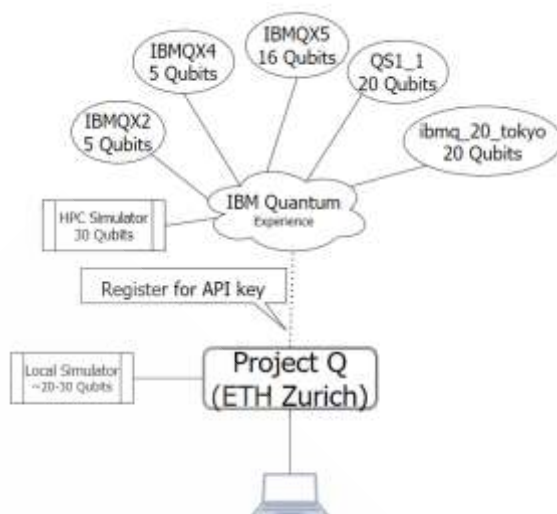 IBMQX5
16 Qubits
IBMQX4
5 Qubits
QS1_1
20 Qubits
IBMQX2
5 Qubits
ibmq_20_tokyo
20 Qubits
IBM Quantum
Experience
HPC Simulator
30 Qubits
Register for API key
Project Q
(ETH Zurich)
Local Simulator
~20-30 Qubits